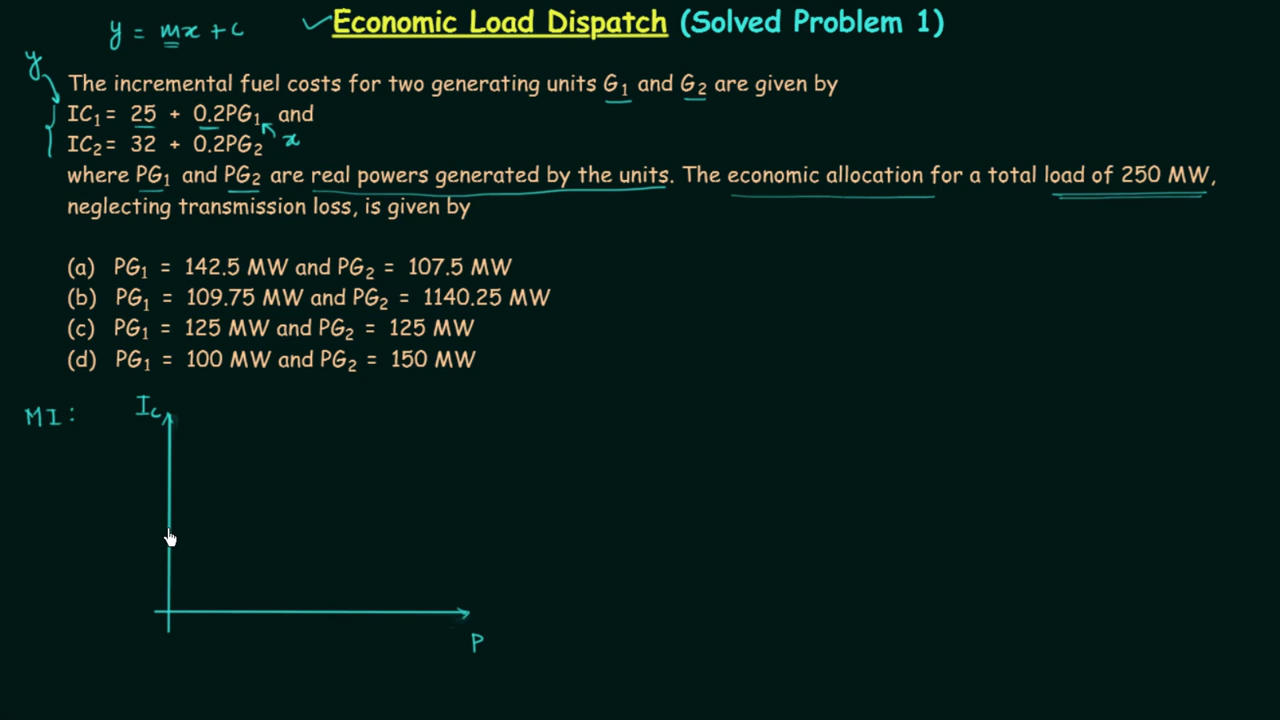 y = mx + c
Economic Load Dispatch (Solved Problem 1)
y
The incremental fuel costs for two generating units G₁ and G₂ are given by
IC₁ = 25 + 0.2PG₁ and
IC₂ = 32 + 0.2PG₂ x
where PG₁ and PG₂ are real powers generated by the units. The economic allocation for a total load of 250 MW,
neglecting transmission loss, is given by
(a) PG₁ = 142.5 MW and PG₂ = 107.5 MW
(b) PG₁ = 109.75 MW and PG₂ = 1140.25 MW
(c) PG₁ = 125 MW and PG₂ = 125 MW
(d) PG₁ = 100 MW and PG₂ = 150 MW
MI: Ic
P